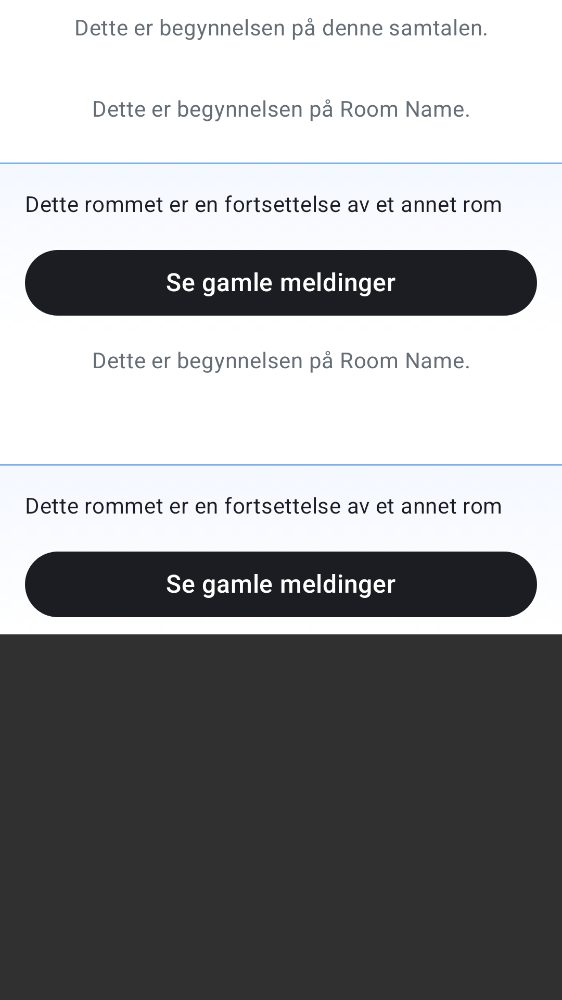 Dette er begynnelsen på denne samtalen.
Dette er begynnelsen på Room Name.
Dette rommet er en fortsettelse av et annet rom
Se gamle meldinger
Dette er begynnelsen på Room Name.
Dette rommet er en fortsettelse av et annet rom
Se gamle meldinger